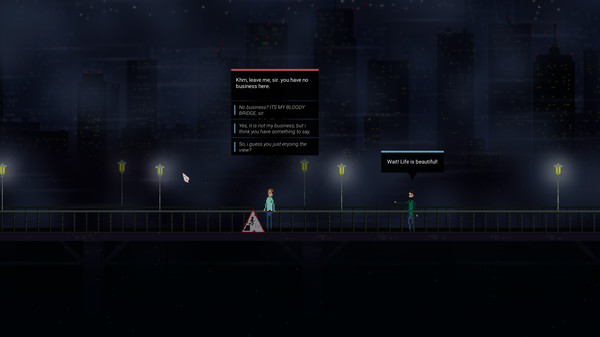 Khm, leave me, sir. you have no
business here.
No business? ITS MY BLOODY
BRIDGE, sir.
Yes, it is not my business, but i
think you have something to say.
So, i guess you just enjoying the
view?
Wait! Life is beautiful!